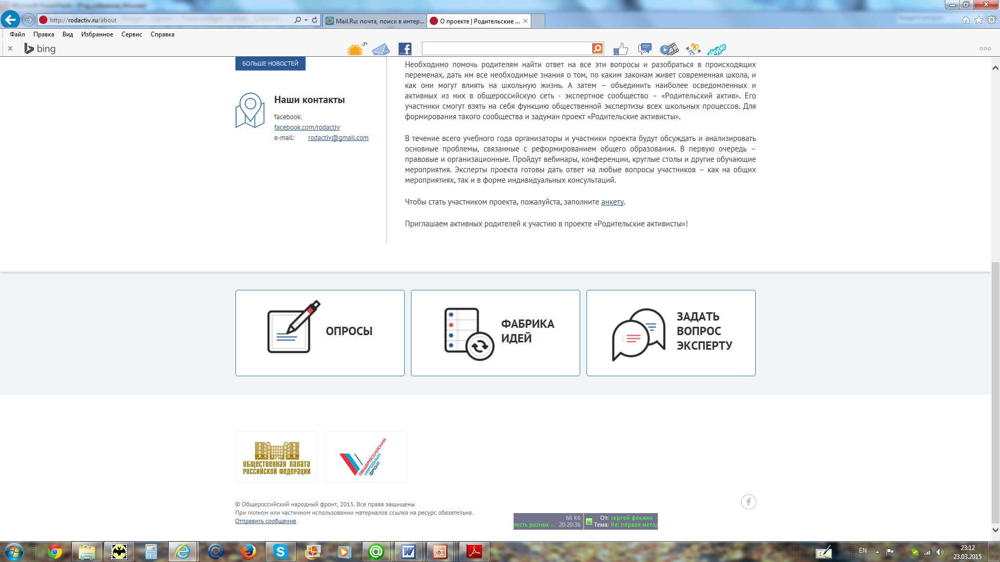 http://rodactiv.ru/about
Mail.Ru: почта, поиск в интер...
О проекте | Родительские ...
Файл Правка Вид Избранное Сервис Справка
x bing
-7°
skype
БОЛЬШЕ НОВОСТЕЙ
Наши контакты
facebook:
facebook.com/rodactiv
e-mail: rodactiv@gmail.com
Необходимо помочь родителям найти ответ на все эти вопросы и разобраться в происходящих
переменах, дать им все необходимые знания о том, по каким законам живет современная школа, и
как они могут влиять на школьную жизнь. А затем – объединить наиболее осведомленных и
активных из них в общероссийскую сеть - экспертное сообщество – «Родительский актив». Его
участники смогут взять на себя функцию общественной экспертизы всех школьных процессов. Для
формирования такого сообщества и задуман проект «Родительские активисты».
В течение всего учебного года организаторы и участники проекта будут обсуждать и анализировать
основные проблемы, связанные с реформированием общего образования. В первую очередь –
правовые и организационные. Пройдут вебинары, конференции, круглые столы и другие обучающие
мероприятия. Эксперты проекта готовы дать ответ на любые вопросы участников – как на общих
мероприятиях, так и в форме индивидуальных консультаций.
Чтобы стать участником проекта, пожалуйста, заполните анкету.
Приглашаем активных родителей к участию в проекте «Родительские активисты»!
ОПРОСЫ
ФАБРИКА
ИДЕЙ
ЗАДАТЬ
ВОПРОС
ЭКСПЕРТУ
ОБЩЕСТВЕННАЯ ПАЛАТА
РОССИЙСКОЙ ФЕДЕРАЦИИ
ОБЩЕРОССИЙСКИЙ
НАРОДНЫЙ
ФРОНТ
© Общероссийский народный фронт, 2015. Все права защищены
При полном или частичном использовании материалов ссылка на ресурс обязательна.
Отправить сообщение
66 Кб
лесть разных ... 20:20:36
От: сергей фёклин
Тема: Re: первая метод
EN
23:12
23.03.2015